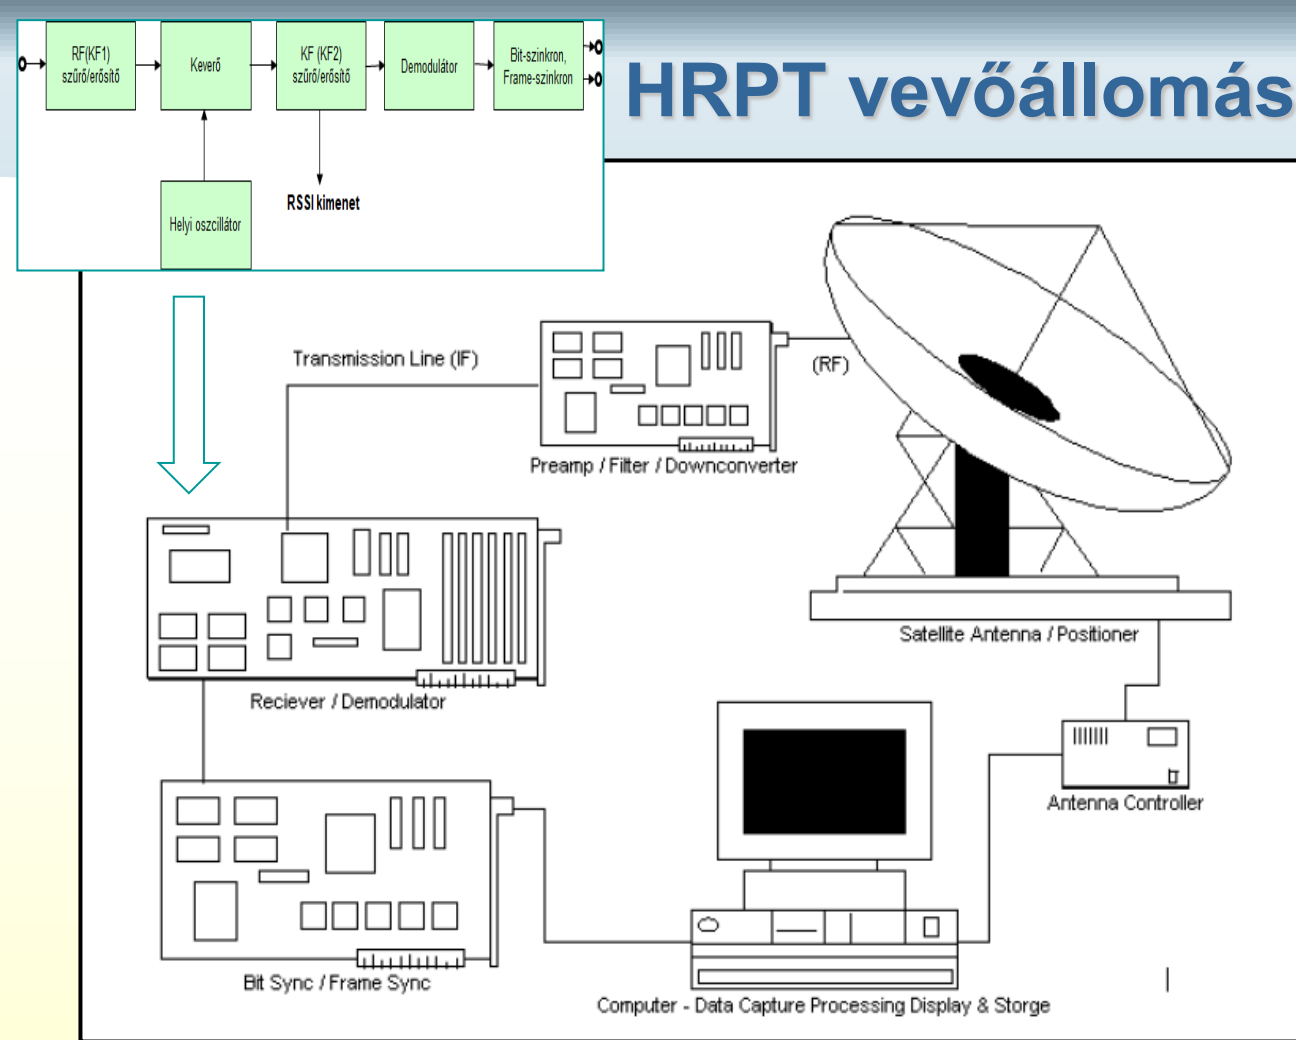 HRPT vevőállomás
RF(KF1)
szűrő/erősítő
Keverő
KF (KF2)
szűrő/erősítő
Demodulátor
Bit-szinkron,
Frame-szinkron
Helyi oszcillátor
RSSI kimenet
Transmission Line (IF)
(RF)
Preamp / Filter / Downconverter
Satellite Antenna / Positioner
Reciever / Demodulator
Antenna Controller
Bit Sync / Frame Sync
Computer - Data Capture Processing Display & Storge